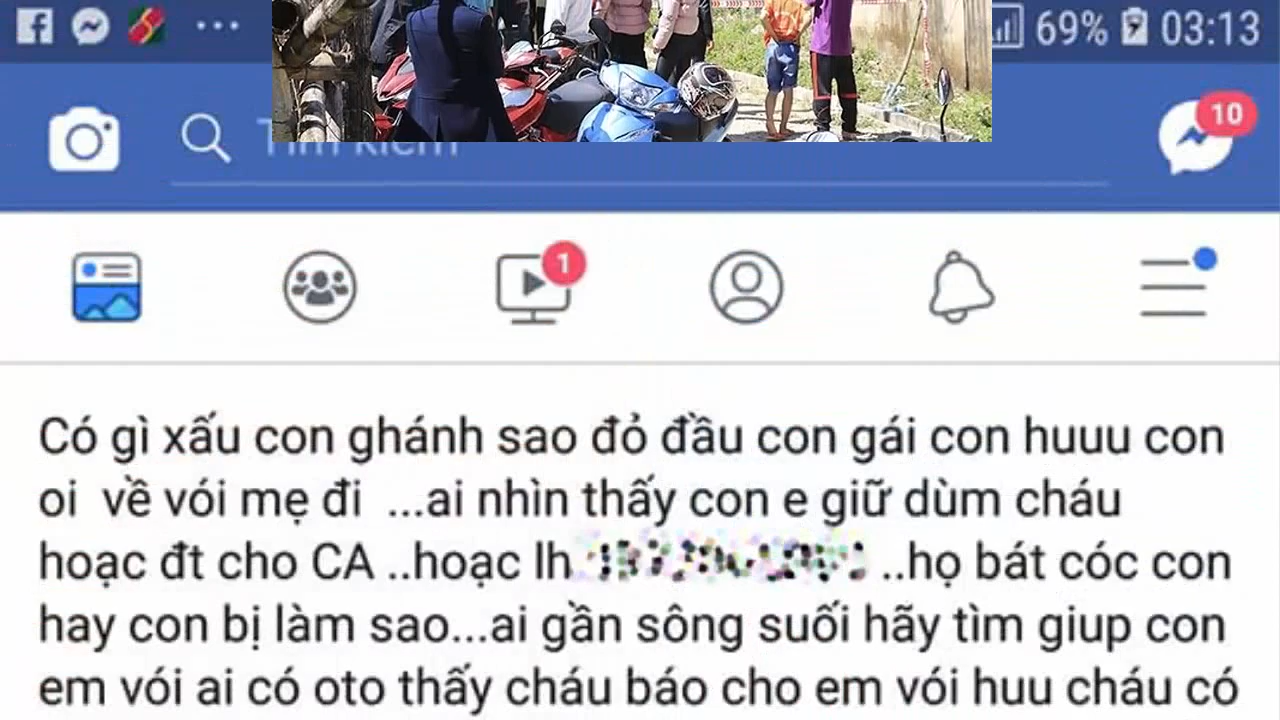 69% 03:13
Tìm kiếm
10
1
Có gì xấu con ghánh sao đỏ đầu con gái con huuu con
oi về vói mẹ đi ...ai nhìn thấy con e giữ dùm cháu
hoạc đt cho CA ..hoạc lh ..họ bát cóc con
hay con bị làm sao...ai gần sông suối hãy tìm giup con
em vói ai có oto thấy cháu báo cho em vói huu cháu có